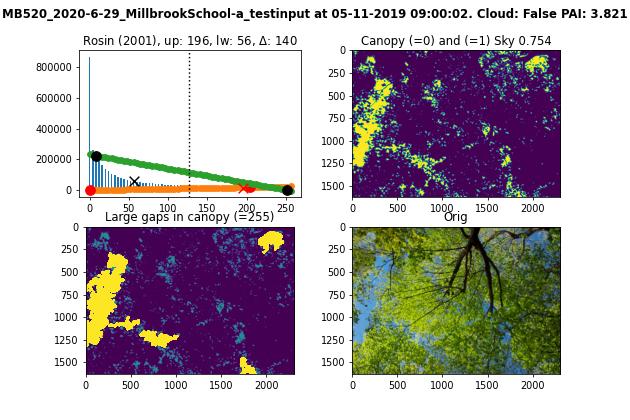 MB520_2020-6-29_MillbrookSchool-a_testinput at 05-11-2019 09:00:02. Cloud: False PAI: 3.821
Rosin (2001), up: 196, lw: 56, Δ: 140
800000
600000
400000
200000
0
0 50 100 150 200 250
Canopy (=0) and (=1) Sky 0.754
0
250
500
750
1000
1250
1500
0 500 1000 1500 2000
Large gaps in canopy (=255)
0
250
500
750
1000
1250
1500
0 500 1000 1500 2000
Orig
0
250
500
750
1000
1250
1500
0 500 1000 1500 2000